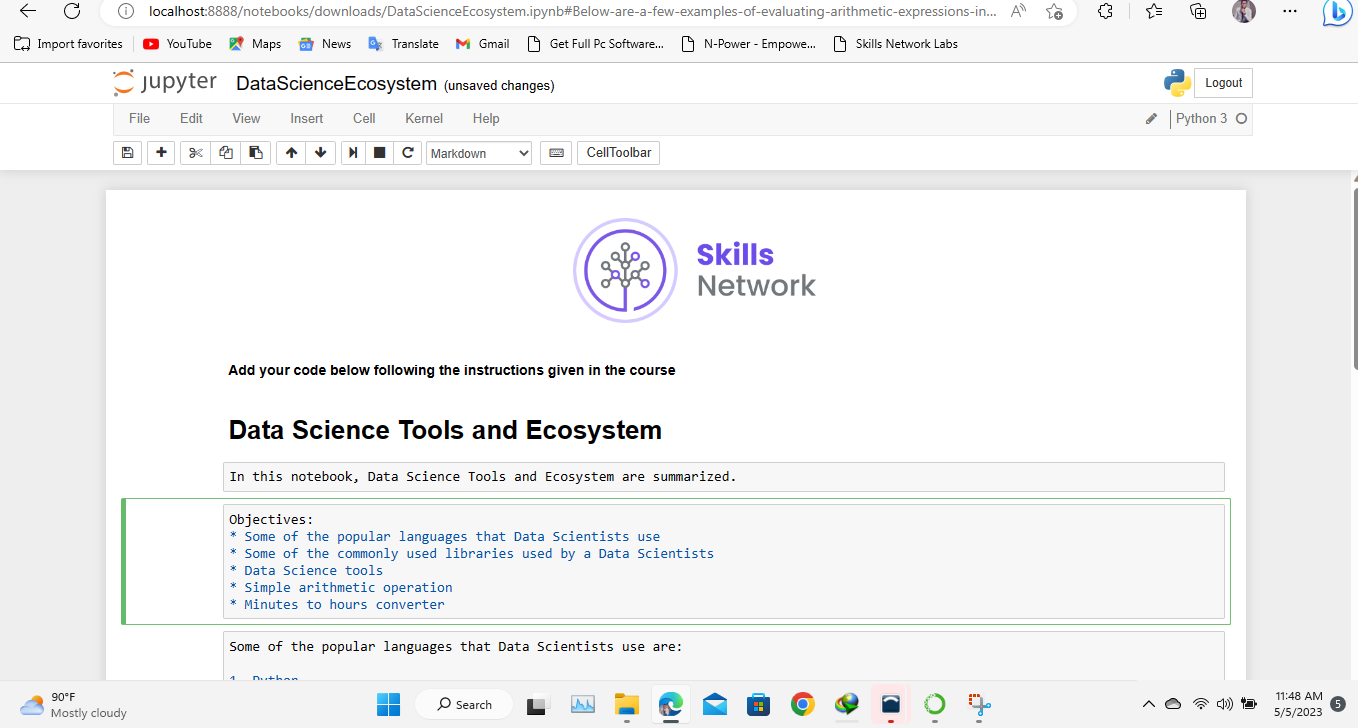 localhost:8888/notebooks/downloads/DataScienceEcosystem.ipynb#Below-are-a-few-examples-of-evaluating-arithmetic-expressions-in...
Import favorites YouTube Maps News Translate Gmail Get Full Pc Software... N-Power - Empowe... Skills Network Labs
jupyter DataScienceEcosystem (unsaved changes) Logout
File Edit View Insert Cell Kernel Help Python 3
Markdown CellToolbar
Skills
Network
Add your code below following the instructions given in the course
Data Science Tools and Ecosystem
In this notebook, Data Science Tools and Ecosystem are summarized.
Objectives:
* Some of the popular languages that Data Scientists use
* Some of the commonly used libraries used by a Data Scientists
* Data Science tools
* Simple arithmetic operation
* Minutes to hours converter
Some of the popular languages that Data Scientists use are:
1. Python
90°F
Mostly cloudy
Search
11:48 AM
5/5/2023
5